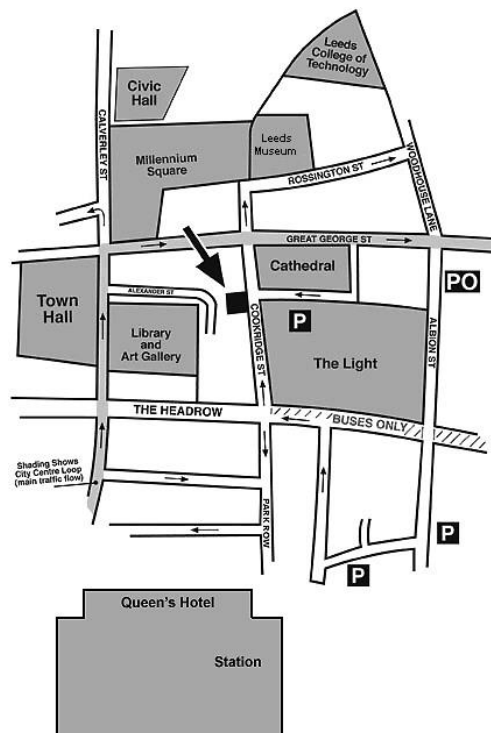 Leeds
College of
Technology
Civic
Hall
CALVERLEY ST
Millennium
Square
Leeds
Museum
ROSSINGTON ST
WOODHOUSE LANE
GREAT GEORGE ST
Cathedral
PO
Town
Hall
ALEXANDER ST
P
COOKRIDGE ST
ALBION ST
Library
and
Art Gallery
The Light
THE HEADROW
BUSES ONLY
Shading Shows
City Centre Loop
(main traffic flow)
PARK ROW
P
P
Queen's Hotel
Station